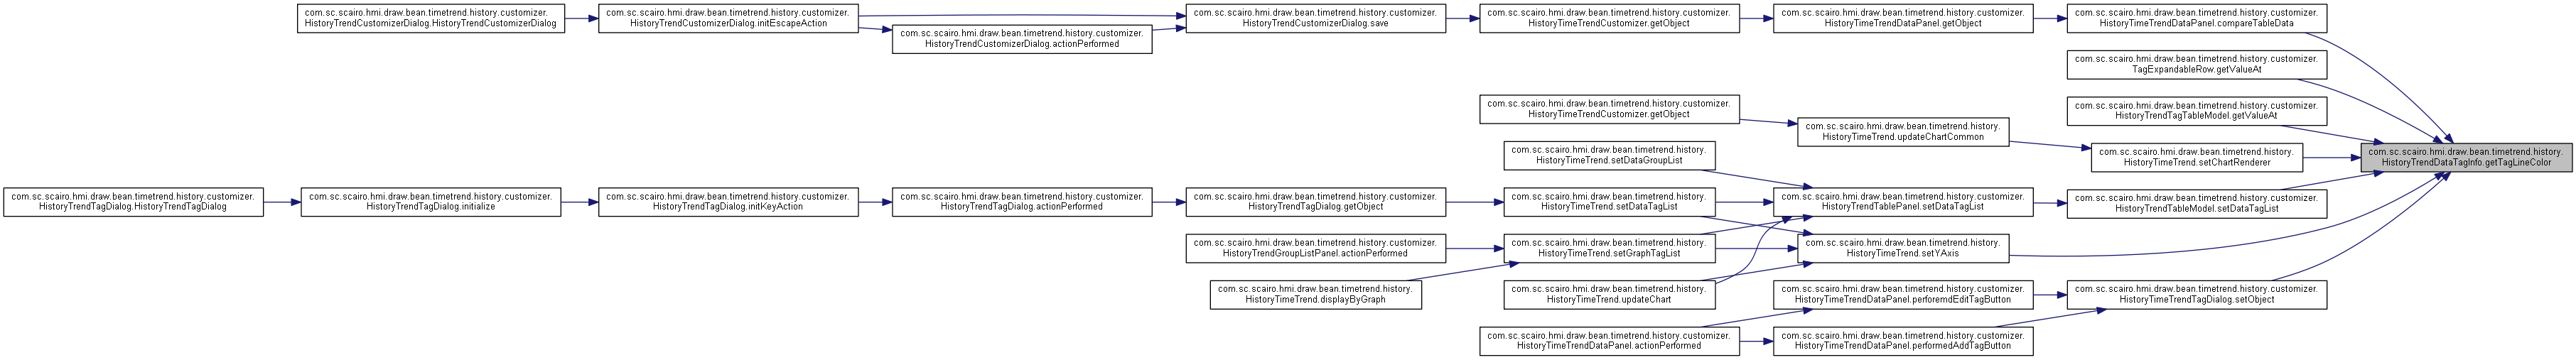 com.sc.scairo.hmi.draw.bean.timetrend.history.customizer.
HistoryTrendCustomizerDialog.HistoryTrendCustomizerDialog
com.sc.scairo.hmi.draw.bean.timetrend.history.customizer.
HistoryTrendCustomizerDialog.initEscapeAction
com.sc.scairo.hmi.draw.bean.timetrend.history.customizer.
HistoryTrendCustomizerDialog.actionPerformed
com.sc.scairo.hmi.draw.bean.timetrend.history.customizer.
HistoryTrendCustomizerDialog.save
com.sc.scairo.hmi.draw.bean.timetrend.history.customizer.
HistoryTimeTrendCustomizer.getObject
com.sc.scairo.hmi.draw.bean.timetrend.history.customizer.
HistoryTimeTrendDataPanel.getObject
com.sc.scairo.hmi.draw.bean.timetrend.history.customizer.
HistoryTimeTrendDataPanel.compareTableData
com.sc.scairo.hmi.draw.bean.timetrend.history.customizer.
TagExpandableRow.getValueAt
com.sc.scairo.hmi.draw.bean.timetrend.history.customizer.
HistoryTrendTagTableModel.getValueAt
com.sc.scairo.hmi.draw.bean.timetrend.history.customizer.
HistoryTimeTrendCustomizer.getObject
com.sc.scairo.hmi.draw.bean.timetrend.history.
HistoryTimeTrend.updateChartCommon
com.sc.scairo.hmi.draw.bean.timetrend.history.
HistoryTimeTrend.setChartRenderer
com.sc.scairo.hmi.draw.bean.timetrend.history.
HistoryTrendDataTagInfo.getTagLineColor
com.sc.scairo.hmi.draw.bean.timetrend.history.
HistoryTimeTrend.setDataGroupList
com.sc.scairo.hmi.draw.bean.timetrend.history.customizer.
HistoryTrendTagDialog.HistoryTrendTagDialog
com.sc.scairo.hmi.draw.bean.timetrend.history.customizer.
HistoryTrendTagDialog.initialize
com.sc.scairo.hmi.draw.bean.timetrend.history.customizer.
HistoryTrendTagDialog.initKeyAction
com.sc.scairo.hmi.draw.bean.timetrend.history.customizer.
HistoryTrendTagDialog.actionPerformed
com.sc.scairo.hmi.draw.bean.timetrend.history.customizer.
HistoryTrendTagDialog.getObject
com.sc.scairo.hmi.draw.bean.timetrend.history.
HistoryTimeTrend.setDataTagList
com.sc.scairo.hmi.draw.bean.timetrend.history.customizer.
HistoryTrendTablePanel.setDataTagList
com.sc.scairo.hmi.draw.bean.timetrend.history.customizer.
HistoryTrendTableModel.setDataTagList
com.sc.scairo.hmi.draw.bean.timetrend.history.customizer.
HistoryTrendGroupListPanel.actionPerformed
com.sc.scairo.hmi.draw.bean.timetrend.history.
HistoryTimeTrend.setGraphTagList
com.sc.scairo.hmi.draw.bean.timetrend.history.
HistoryTimeTrend.setYAxis
com.sc.scairo.hmi.draw.bean.timetrend.history.
HistoryTimeTrend.displayByGraph
com.sc.scairo.hmi.draw.bean.timetrend.history.
HistoryTimeTrend.updateChart
com.sc.scairo.hmi.draw.bean.timetrend.history.customizer.
HistoryTimeTrendDataPanel.perforemdEditTagButton
com.sc.scairo.hmi.draw.bean.timetrend.history.customizer.
HistoryTimeTrendTagDialog.setObject
com.sc.scairo.hmi.draw.bean.timetrend.history.customizer.
HistoryTimeTrendDataPanel.actionPerformed
com.sc.scairo.hmi.draw.bean.timetrend.history.customizer.
HistoryTimeTrendDataPanel.performedAddTagButton